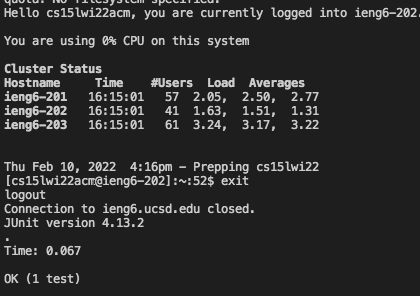 quota: No filesystem specified.
Hello cs15lwi22acm, you are currently logged into ieng6-202.
You are using 0% CPU on this system
Cluster Status
Hostname     Time    #Users  Load  Averages
ieng6-201   16:15:01   57  2.05,  2.50,  2.77
ieng6-202   16:15:01   41  1.63,  1.51,  1.31
ieng6-203   16:15:01   61  3.24,  3.17,  3.22
Thu Feb 10, 2022  4:16pm - Prepping cs15lwi22
[cs15lwi22acm@ieng6-202]:~:52$ exit
logout
Connection to ieng6.ucsd.edu closed.
JUnit version 4.13.2
.
Time: 0.067
OK (1 test)